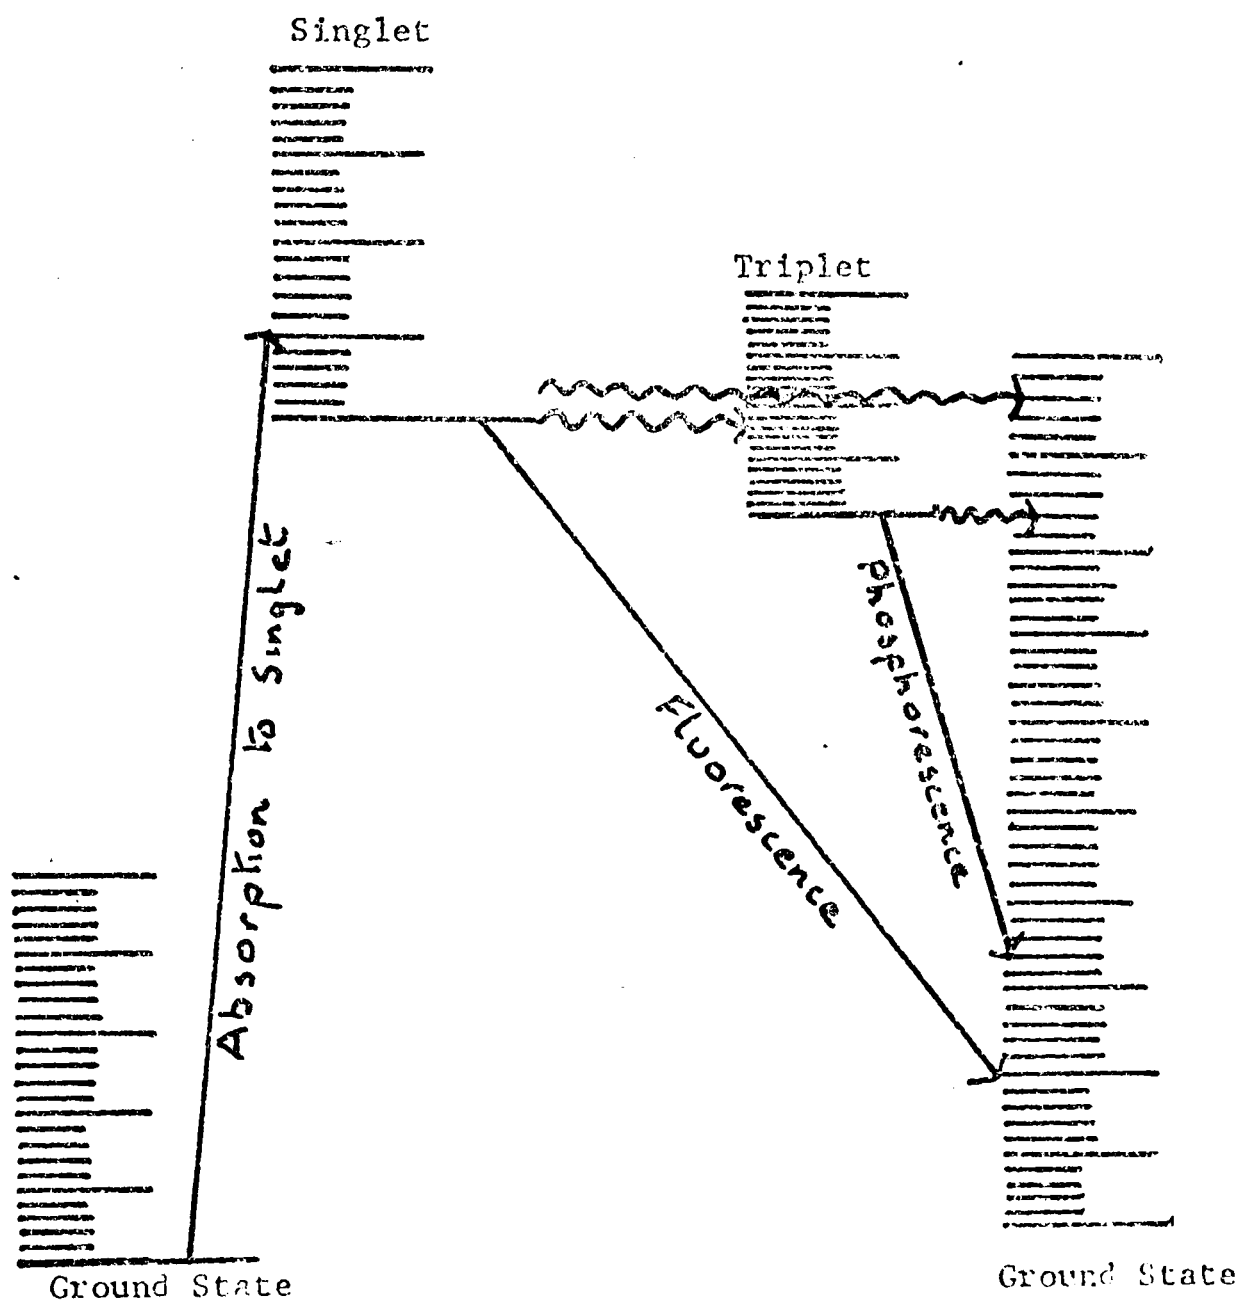 Singlet
Triplet
Absorption to Singlet
Fluorescence
Phosphorescence
Ground State
Ground State